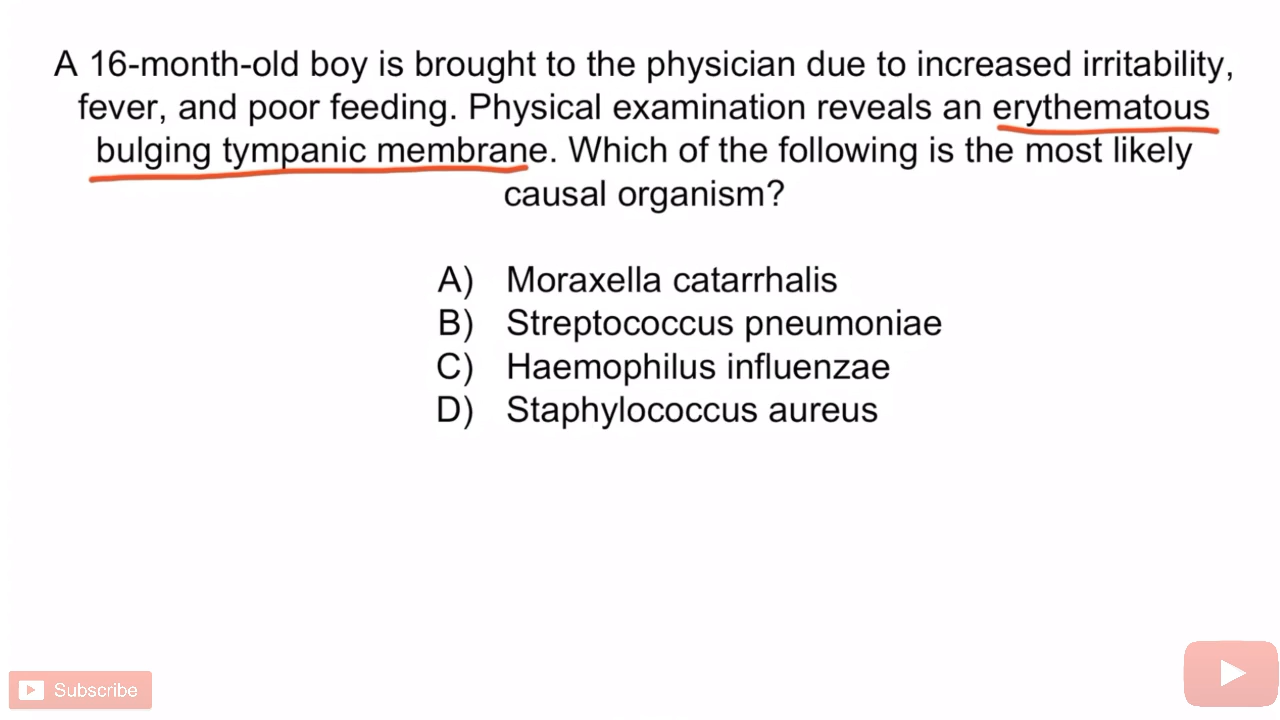 A 16-month-old boy is brought to the physician due to increased irritability,
fever, and poor feeding. Physical examination reveals an erythematous
bulging tympanic membrane. Which of the following is the most likely
causal organism?
A) Moraxella catarrhalis
B) Streptococcus pneumoniae
C) Haemophilus influenzae
D) Staphylococcus aureus
Subscribe